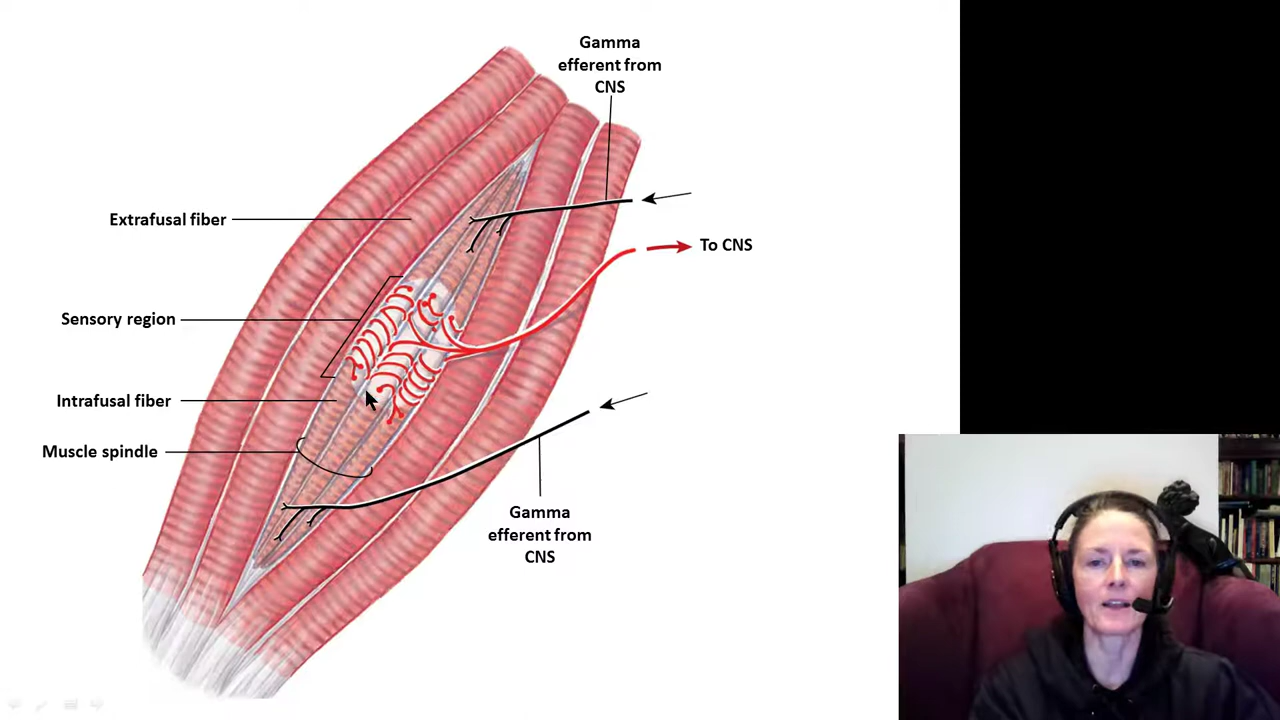 Gamma
efferent from
CNS
Extrafusal fiber
To CNS
Sensory region
Intrafusal fiber
Muscle spindle
Gamma
efferent from
CNS